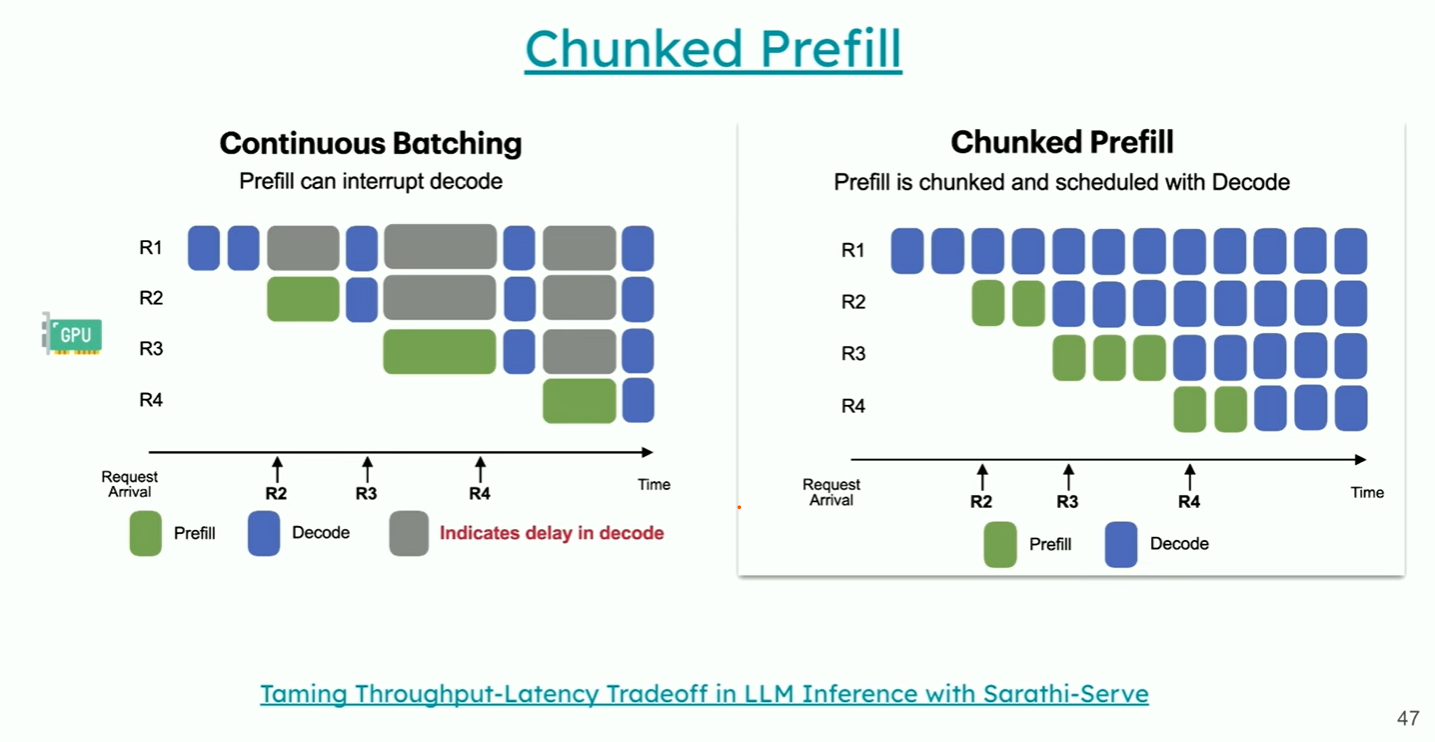 Chunked Prefill
Continuous Batching
Prefill can interrupt decode
R1
R2
GPU
R3
R4
Request
Arrival
R2
R3
R4
Time
Prefill
Decode
Indicates delay in decode
Chunked Prefill
Prefill is chunked and scheduled with Decode
R1
R2
R3
R4
Request
Arrival
R2
R3
R4
Time
Prefill
Decode
Taming Throughput-Latency Tradeoff in LLM Inference with Sarathi-Serve
47